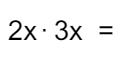 2x · 3x =